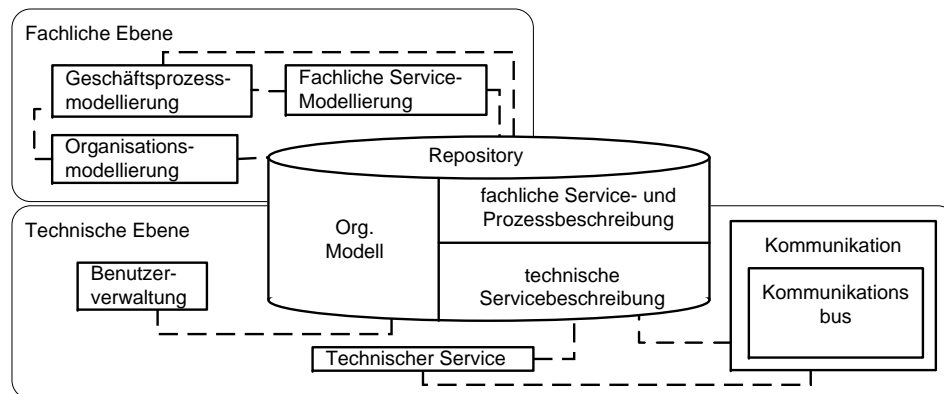 Fachliche Ebene
Geschäftsprozess-
modellierung
Fachliche Service-
Modellierung
Organisations-
modellierung
Repository
fachliche Service- und
Prozessbeschreibung
Org.
Modell
technische
Servicebeschreibung
Technische Ebene
Benutzer-
verwaltung
Technischer Service
Kommunikation
Kommunikations
bus